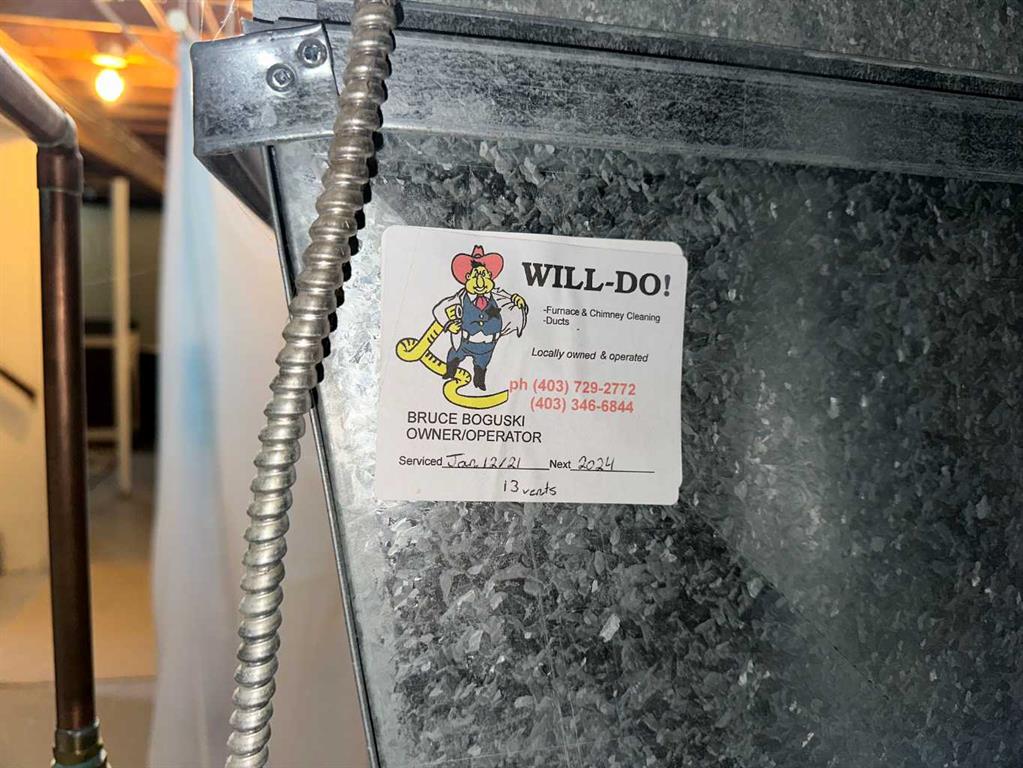 WILL-DO!
-Furnace & Chimney Cleaning
-Ducts
Locally owned & operated
ph (403) 729-2772
(403) 346-6844
BRUCE BOGUSKI
OWNER/OPERATOR
Serviced Jan 12/21 Next 2024
13 vents